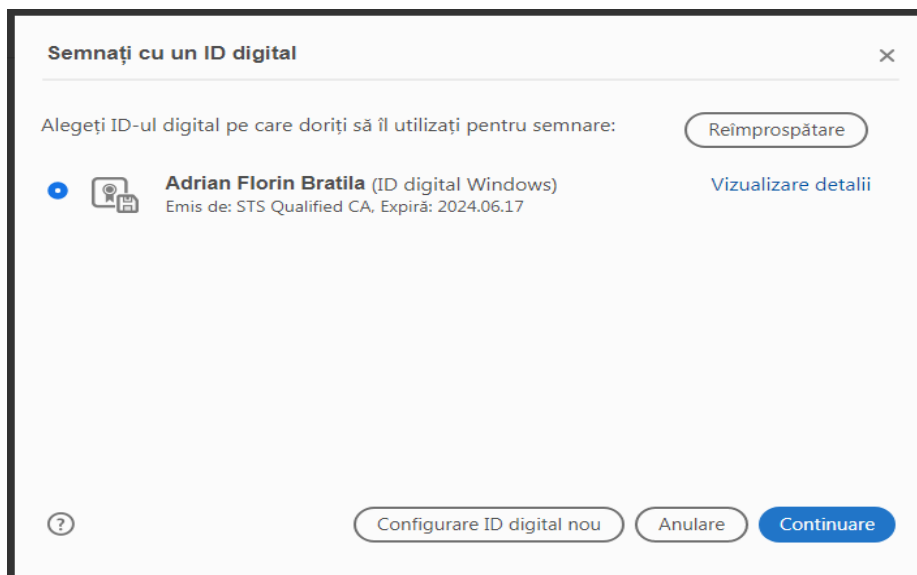 Semnați cu un ID digital
Alegeți ID-ul digital pe care doriți să îl utilizați pentru semnare:
Reîmprospătare
Adrian Florin Bratila (ID digital Windows)
Vizualizare detalii
Emis de: STS Qualified CA, Expiră: 2024.06.17
Configurare ID digital nou
Anulare
Continuare